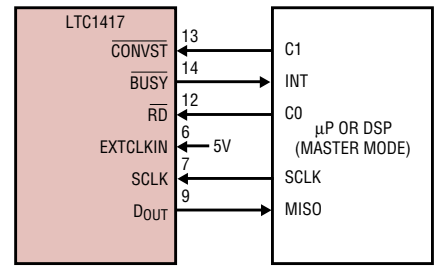 LTC1417
CONVST 13 C1
BUSY 14 INT
RD 12 C0
EXTCLKIN 6 5V
µP OR DSP
(MASTER MODE)
SCLK 7 SCLK
DOUT 9 MISO